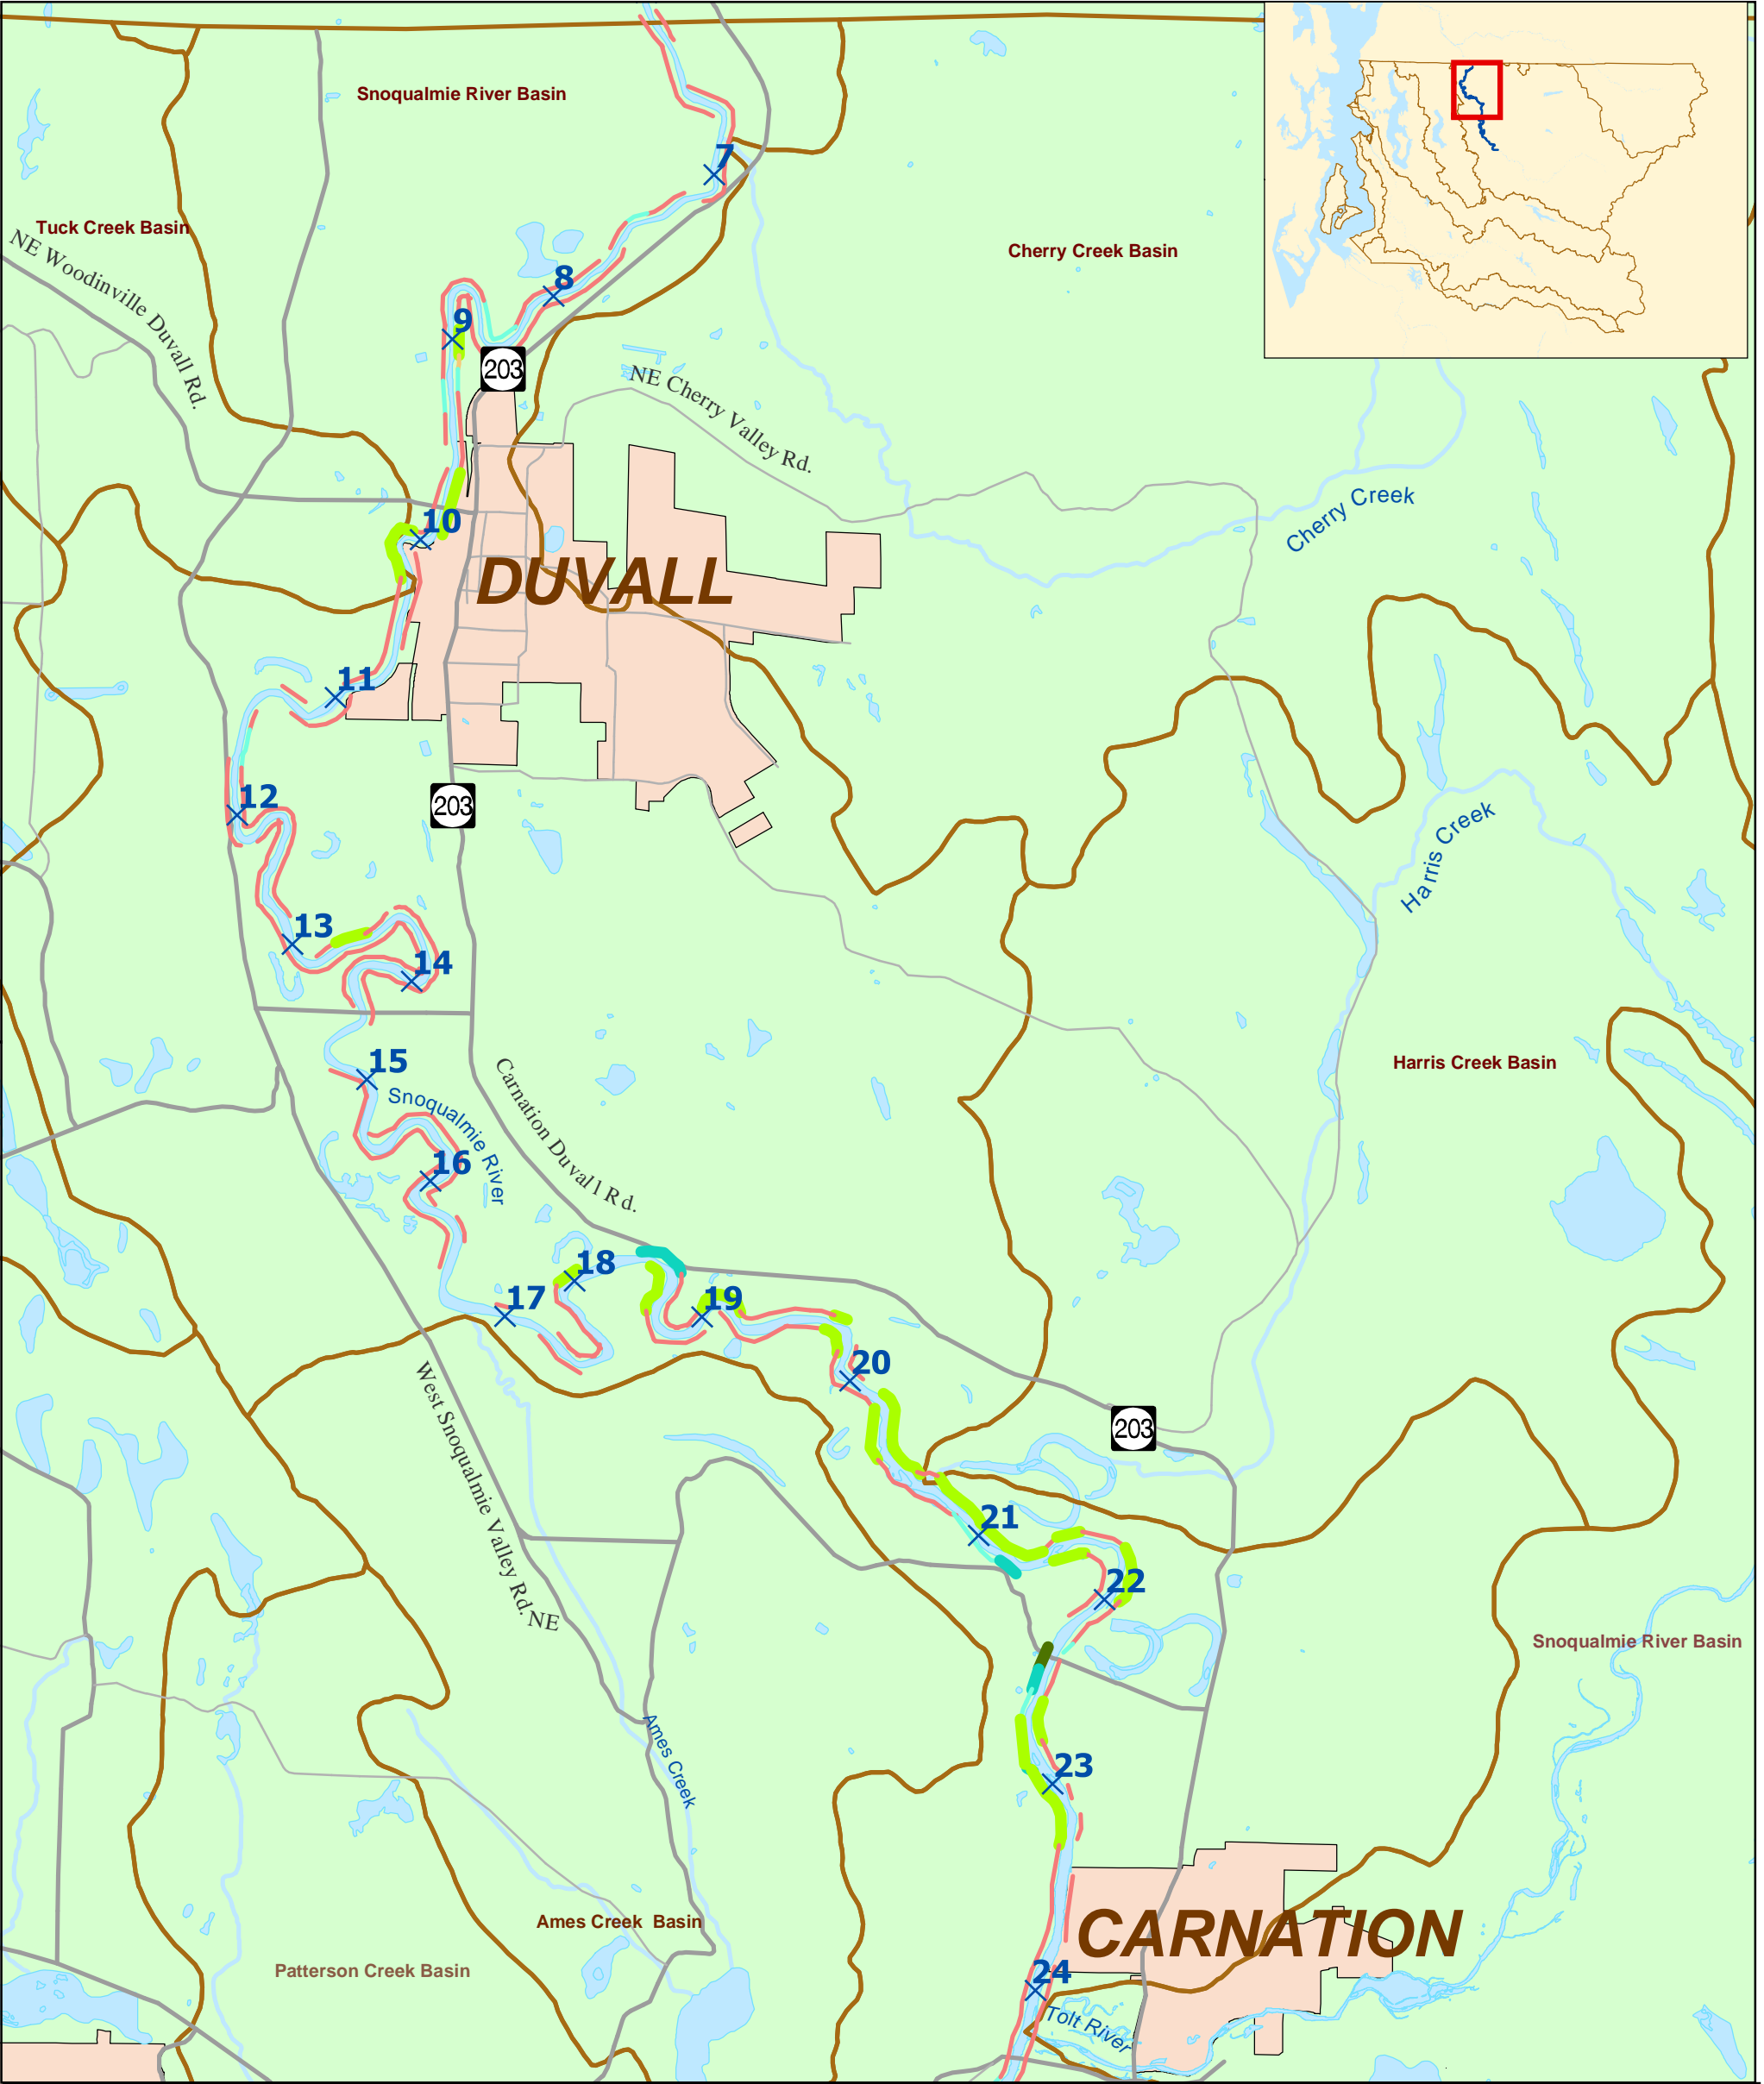 Snoqualmie River Basin
7
Tuck Creek Basin
NE Woodinville Duvall Rd.
Cherry Creek Basin
8
9
203
NE Cherry Valley Rd.
Cherry Creek
10
DUVALL
11
12
203
Harris Creek
13
14
15
Snoqualmie River
Carnation Duvall Rd.
Harris Creek Basin
16
17
18
19
20
West Snoqualmie Valley Rd. NE
203
21
22
Snoqualmie River Basin
23
Ames Creek
Ames Creek Basin
CARNATION
Patterson Creek Basin
24
Tolt River